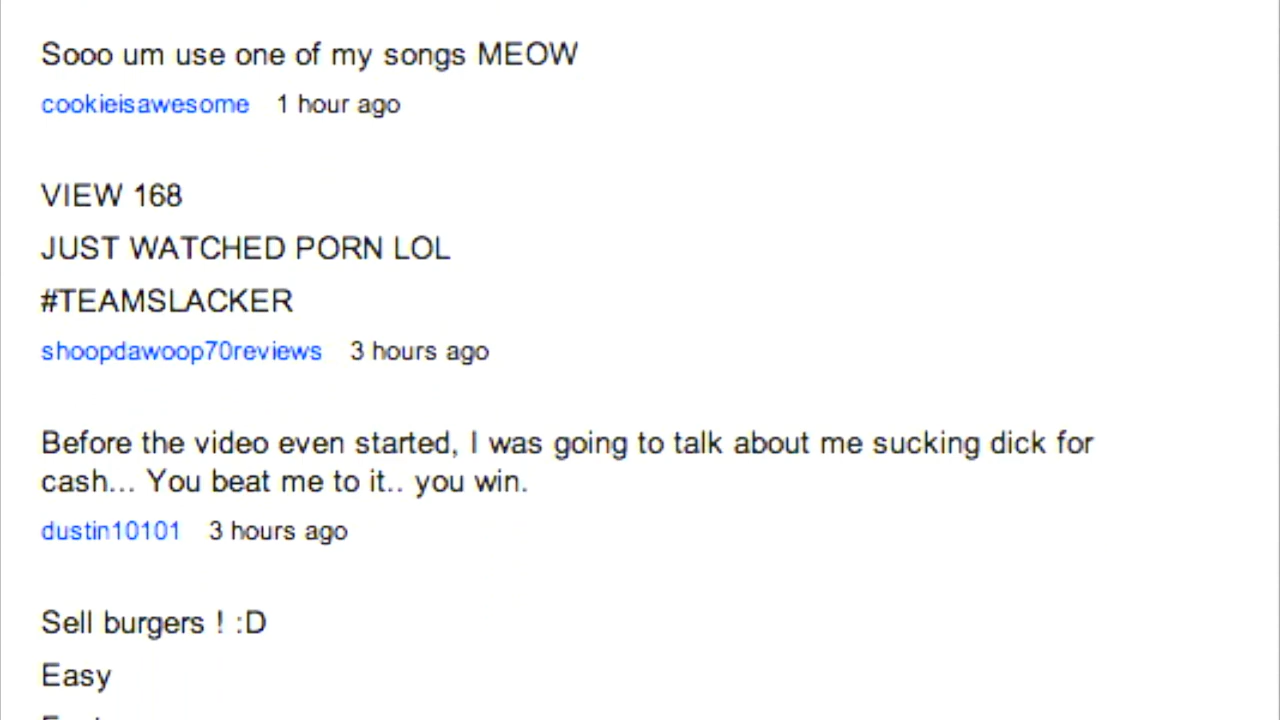 Sooo um use one of my songs MEOW
cookieisawesome 1 hour ago
VIEW 168
JUST WATCHED PORN LOL
#TEAMSLACKER
shoopdawoop70reviews 3 hours ago
Before the video even started, I was going to talk about me sucking dick for
cash... You beat me to it.. you win.
dustin10101 3 hours ago
Sell burgers ! :D
Easy